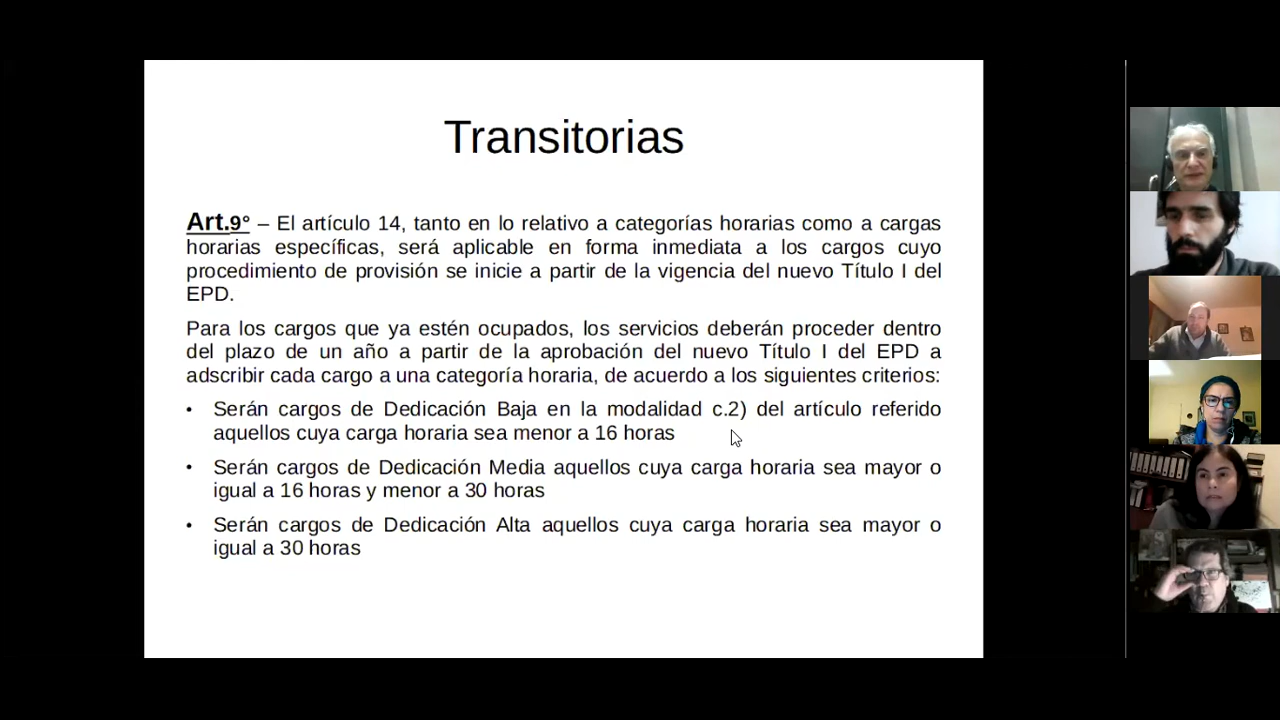 Transitorias
Art.9° – El artículo 14, tanto en lo relativo a categorías horarias como a cargas
horarias específicas, será aplicable en forma inmediata a los cargos cuyo
procedimiento de provisión se inicie a partir de la vigencia del nuevo Título I del
EPD.
Para los cargos que ya estén ocupados, los servicios deberán proceder dentro
del plazo de un año a partir de la aprobación del nuevo Título I del EPD a
adscribir cada cargo a una categoría horaria, de acuerdo a los siguientes criterios:
• Serán cargos de Dedicación Baja en la modalidad c.2) del artículo referido
aquellos cuya carga horaria sea menor a 16 horas
• Serán cargos de Dedicación Media aquellos cuya carga horaria sea mayor o
igual a 16 horas y menor a 30 horas
• Serán cargos de Dedicación Alta aquellos cuya carga horaria sea mayor o
igual a 30 horas